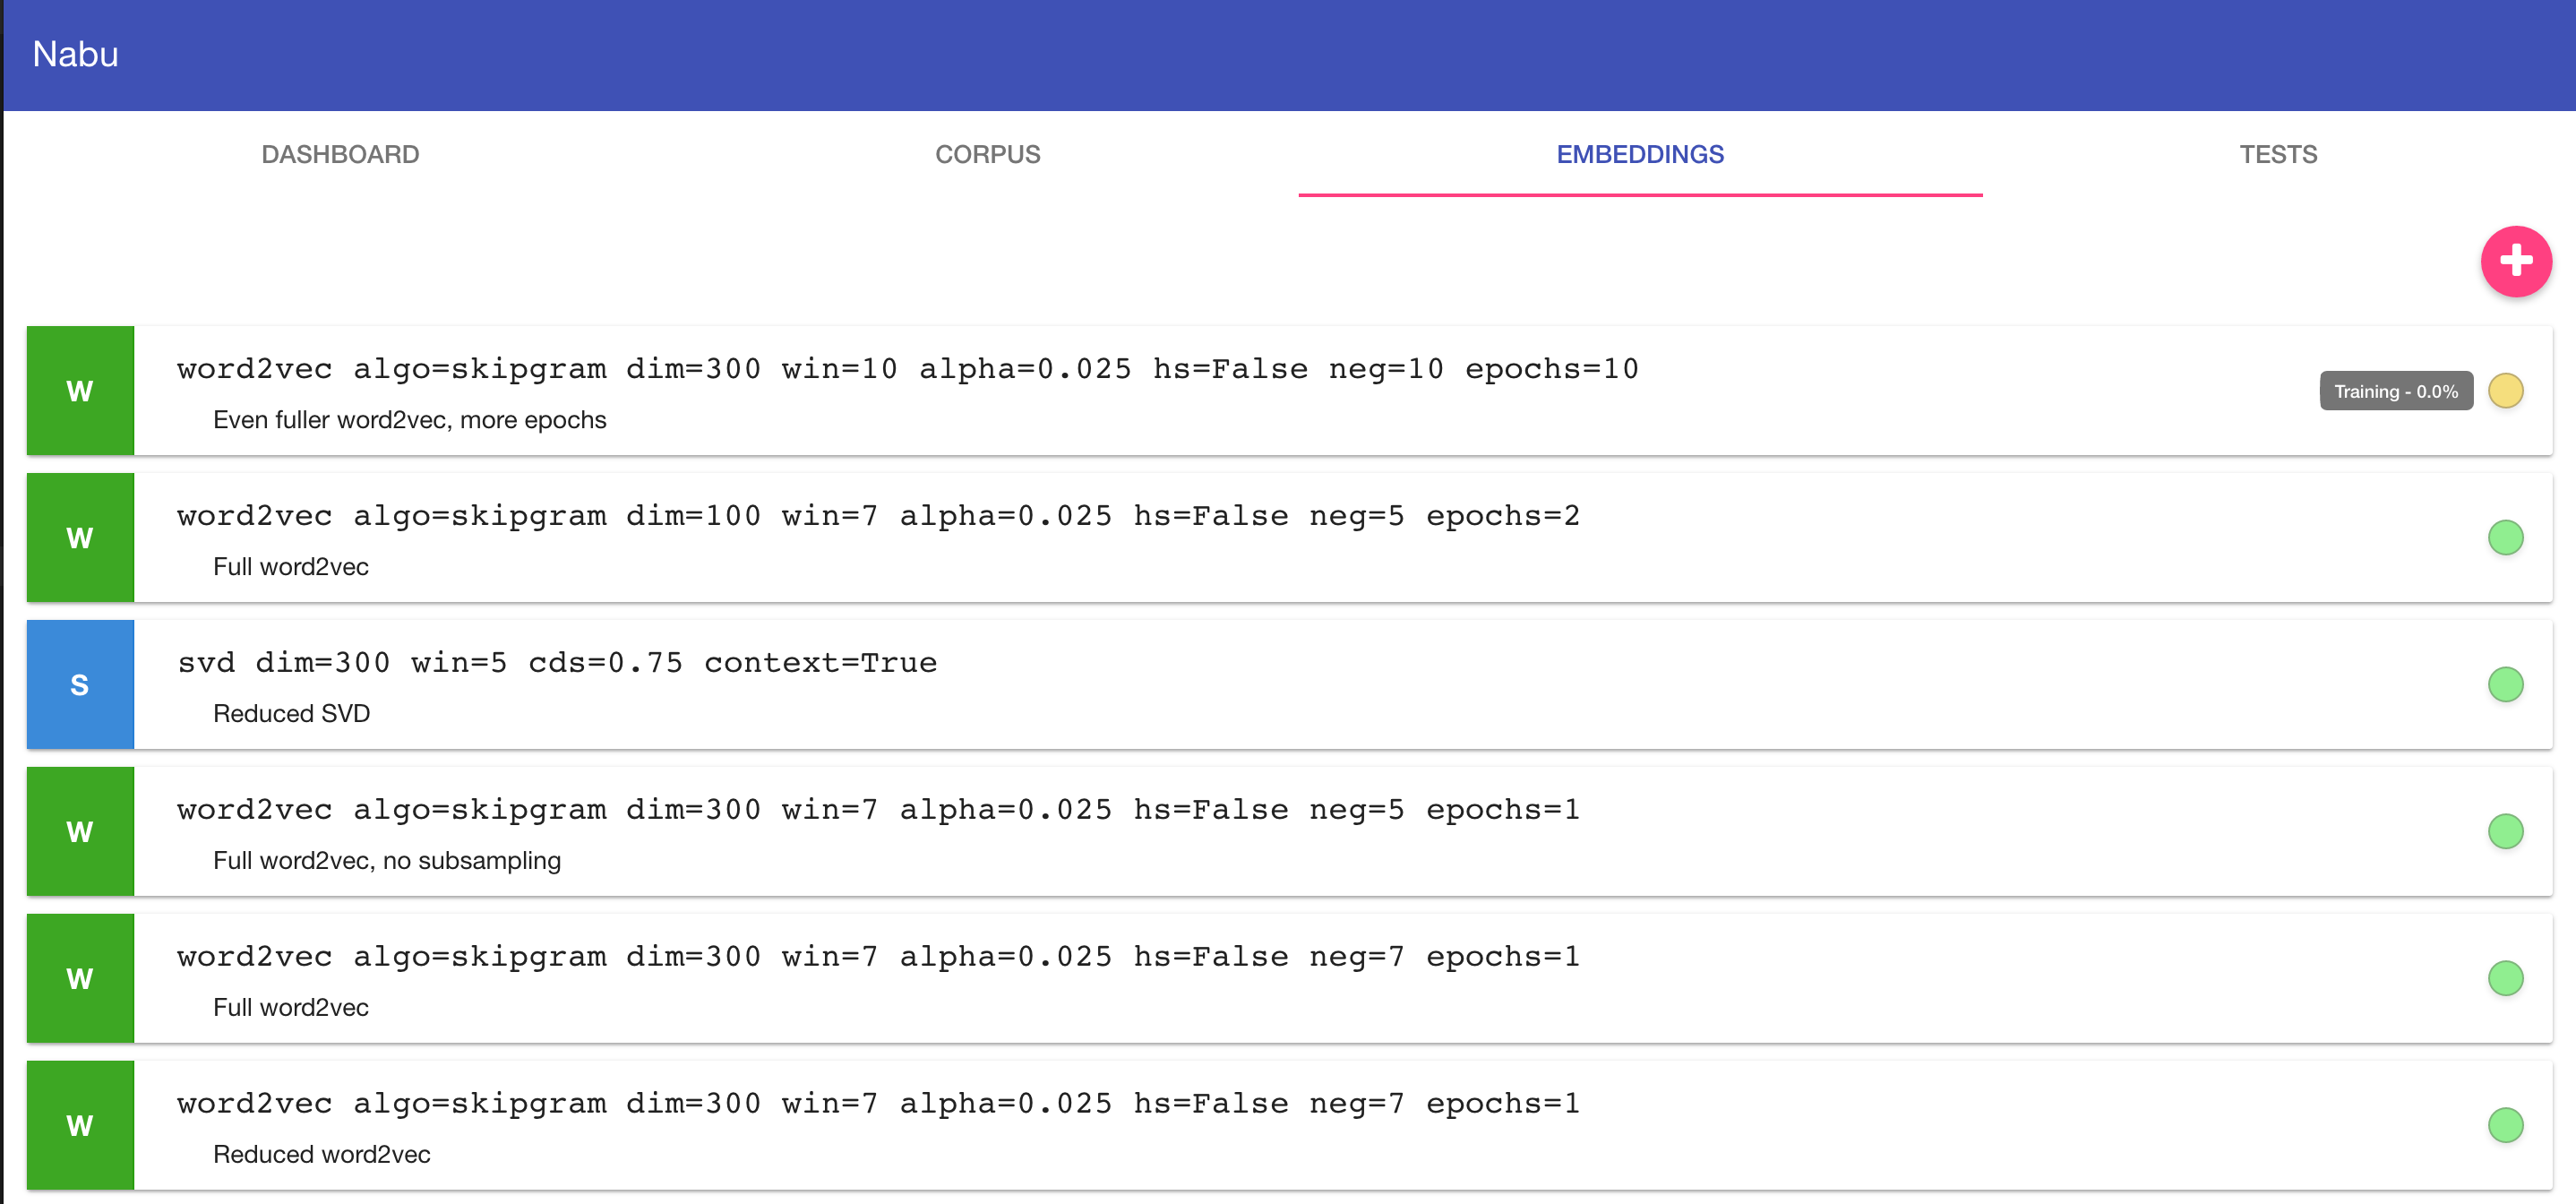 Nabu
DASHBOARD CORPUS EMBEDDINGS TESTS
W
word2vec algo=skipgram dim=300 win=10 alpha=0.025 hs=False neg=10 epochs=10
Even fuller word2vec, more epochs
Training - 0.0%
W
word2vec algo=skipgram dim=100 win=7 alpha=0.025 hs=False neg=5 epochs=2
Full word2vec
S
svd dim=300 win=5 cds=0.75 context=True
Reduced SVD
W
word2vec algo=skipgram dim=300 win=7 alpha=0.025 hs=False neg=5 epochs=1
Full word2vec, no subsampling
W
word2vec algo=skipgram dim=300 win=7 alpha=0.025 hs=False neg=7 epochs=1
Full word2vec
W
word2vec algo=skipgram dim=300 win=7 alpha=0.025 hs=False neg=7 epochs=1
Reduced word2vec